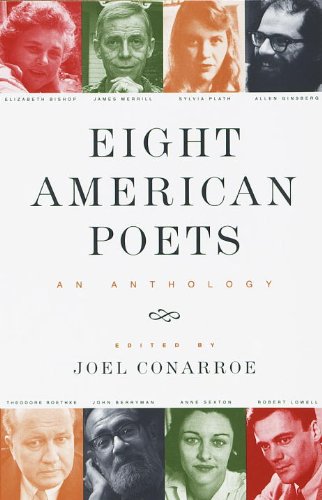 ELIZABETH BISHOP
JAMES MERRILL
SYLVIA PLATH
ALLEN GINSBERG
EIGHT
AMERICAN
POETS
AN ANTHOLOGY
EDITED BY
JOEL CONARROE
THEODORE ROETHKE
JOHN BERRYMAN
ANNE SEXTON
ROBERT LOWELL